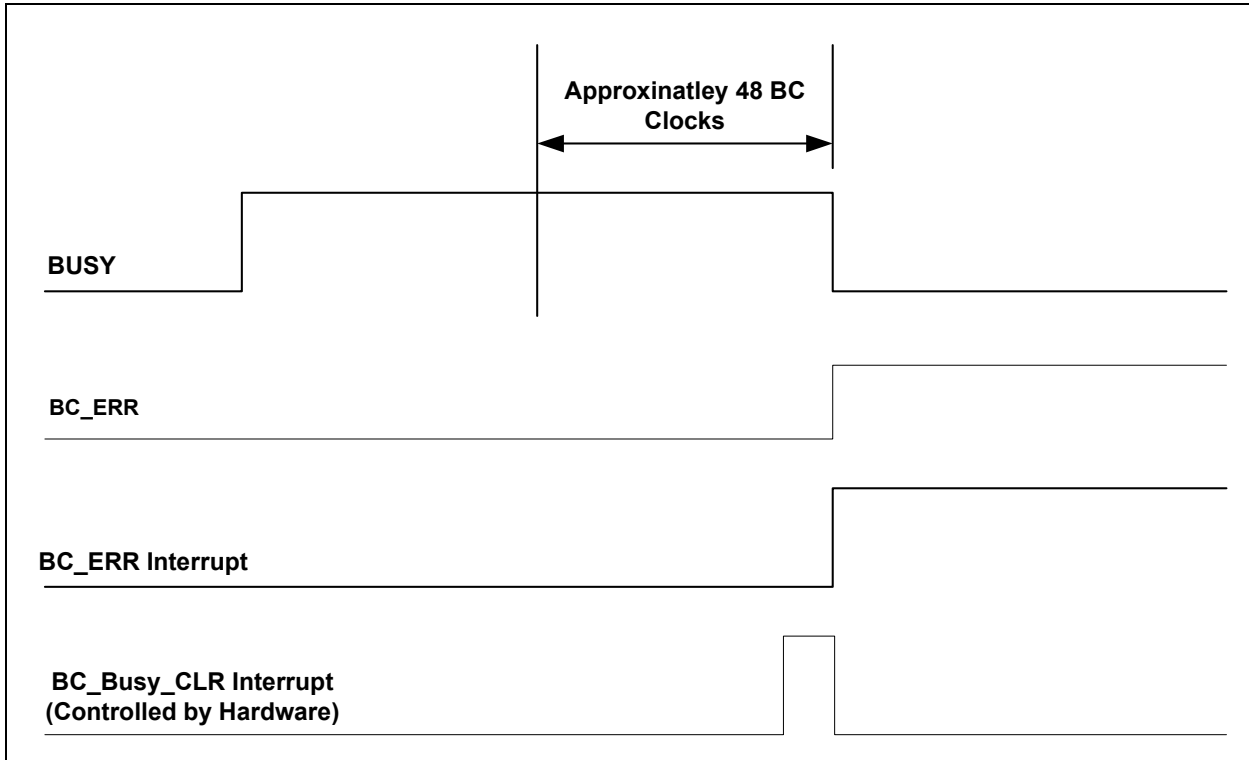 Approxinatley 48 BC
Clocks
BUSY
BC_ERR
BC_ERR Interrupt
BC_Busy_CLR Interrupt
(Controlled by Hardware)